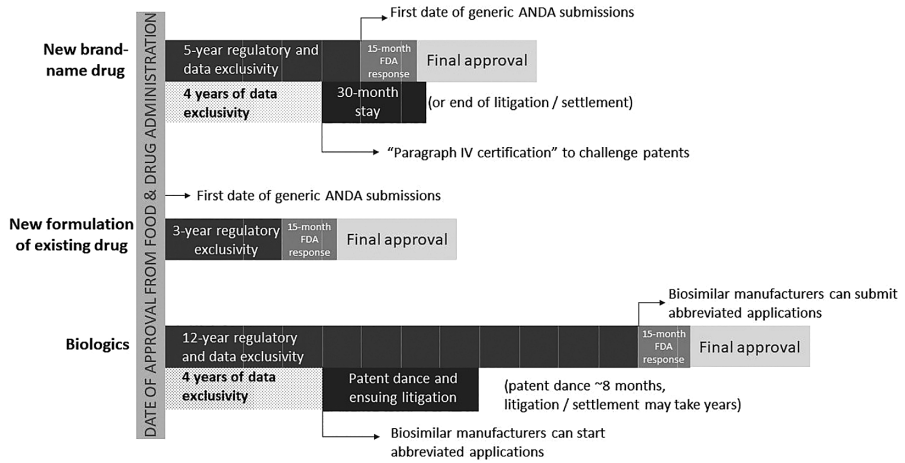 DATE OF APPROVAL FROM FOOD & DRUG ADMINISTRATION
First date of generic ANDA submissions
New brand-
name drug
5-year regulatory and
data exclusivity
15-month
FDA
response
Final approval
4 years of data
exclusivity
30-month
stay
(or end of litigation / settlement)
“Paragraph IV certification” to challenge patents
First date of generic ANDA submissions
New formulation
of existing drug
3-year regulatory
exclusivity
15-month
FDA
response
Final approval
Biosimilar manufacturers can submit
abbreviated applications
Biologics
12-year regulatory
and data exclusivity
15-month
FDA
response
Final approval
4 years of data
exclusivity
Patent dance and
ensuing litigation
(patent dance ~8 months,
litigation / settlement may take years)
Biosimilar manufacturers can start
abbreviated applications